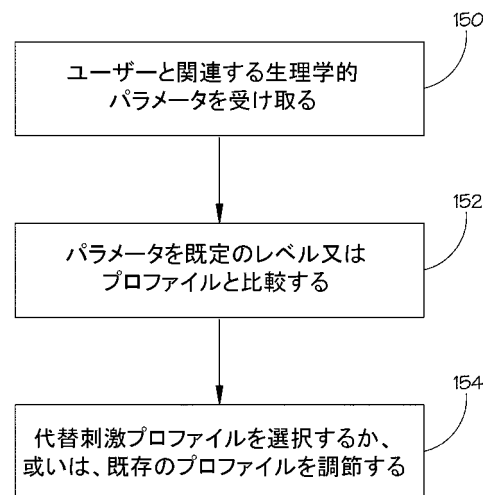 150
ユーザーと関連する生理学的
パラメータを受け取る
152
パラメータを既定のレベル又は
プロファイルと比較する
154
代替刺激プロファイルを選択するか、
或いは、既存のプロファイルを調節する